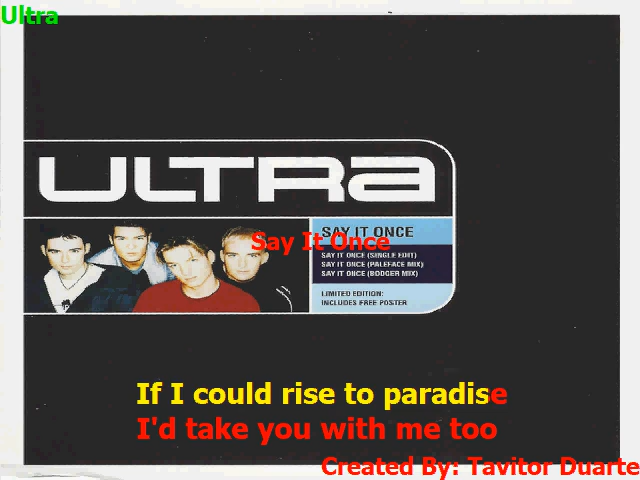 Ultra
ULTRA
SAY IT ONCE
Say It Once
SAY IT ONCE (SINGLE EDIT)
SAY IT ONCE (PALEFACE MIX)
SAY IT ONCE (BODGER MIX)
LIMITED EDITION:
INCLUDES FREE POSTER
If I could rise to paradise
I'd take you with me too
Created By: Tavitor Duarte